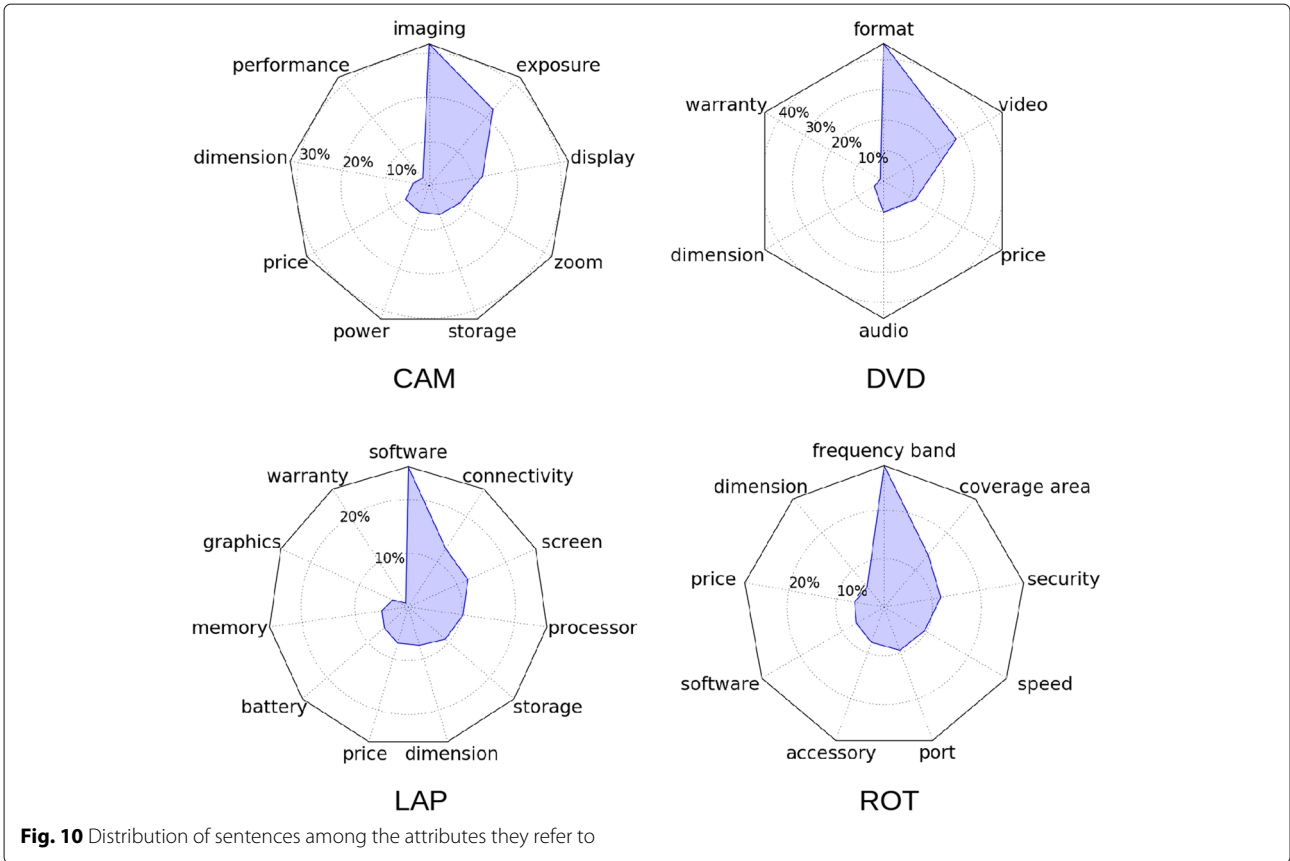 imaging
performance
exposure
dimension
30%
20%
10%
display
price
zoom
power
storage
CAM
format
warranty
40%
30%
20%
10%
video
dimension
price
audio
DVD
software
warranty
connectivity
20%
graphics
screen
10%
memory
processor
battery
storage
price
dimension
LAP
frequency band
dimension
coverage area
price
20%
10%
security
software
speed
accessory
port
ROT
Fig. 10 Distribution of sentences among the attributes they refer to